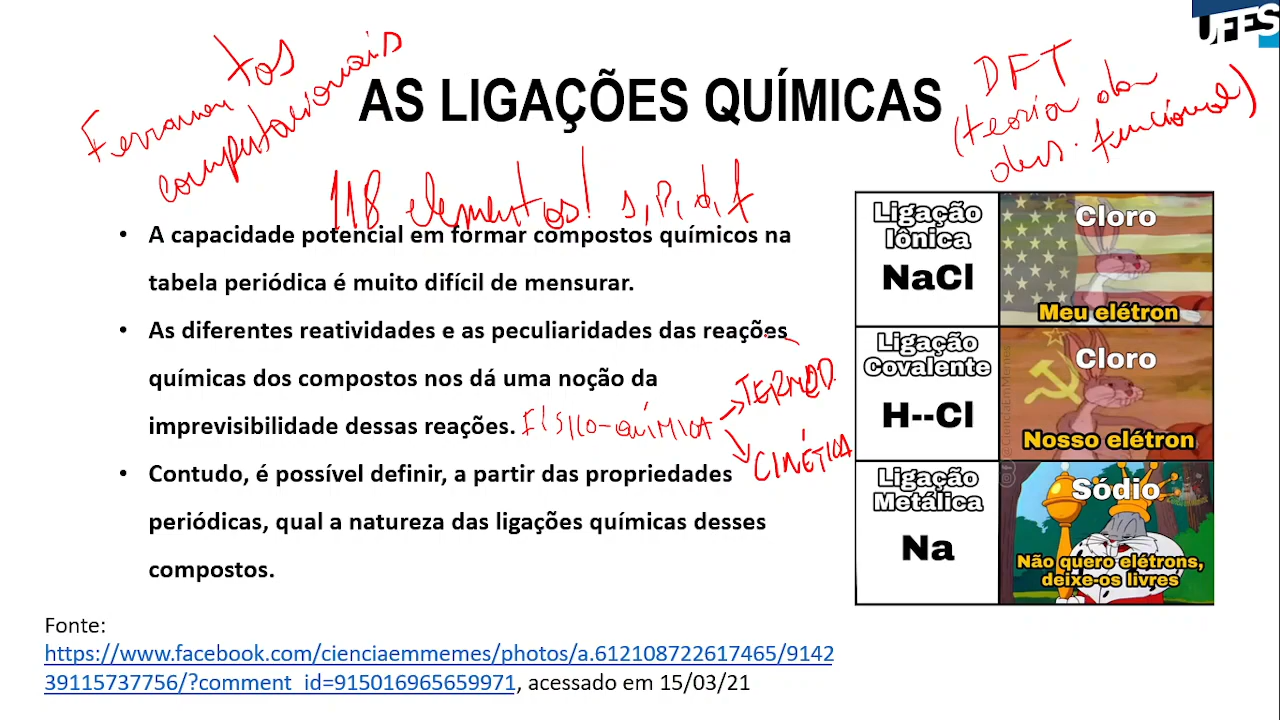 UFES
Ferramentas
computacionais
AS LIGAÇÕES QUÍMICAS
DFT
(teoria do
dens. funcional)
118 elementos! s, p, d, f
• A capacidade potencial em formar compostos químicos na
tabela periódica é muito difícil de mensurar.
• As diferentes reatividades e as peculiaridades das reações
químicas dos compostos nos dá uma noção da
imprevisibilidade dessas reações.
FÍSICO-QUÍMICA
TERMOD.
CINÉTICA
• Contudo, é possível definir, a partir das propriedades
periódicas, qual a natureza das ligações químicas desses
compostos.
Ligação
Iônica
NaCl
Cloro
Meu elétron
Ligação
Covalente
H--Cl
Cloro
Nosso elétron
Ligação
Metálica
Na
Sódio
Não quero elétrons,
deixe-os livres
Fonte:
https://www.facebook.com/cienciaemmemes/photos/a.612108722617465/9142
39115737756/?comment_id=915016965659971, acessado em 15/03/21